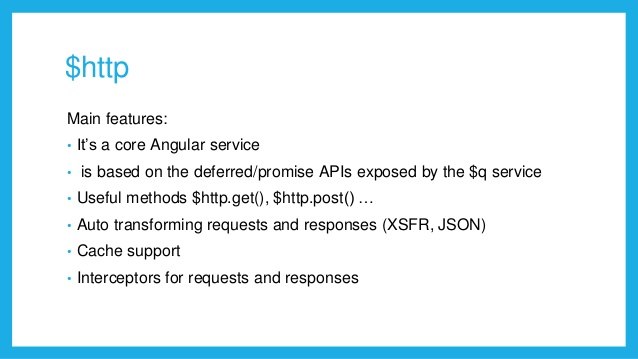 $http
Main features:
• It’s a core Angular service
• is based on the deferred/promise APIs exposed by the $q service
• Useful methods $http.get(), $http.post() …
• Auto transforming requests and responses (XSFR, JSON)
• Cache support
• Interceptors for requests and responses